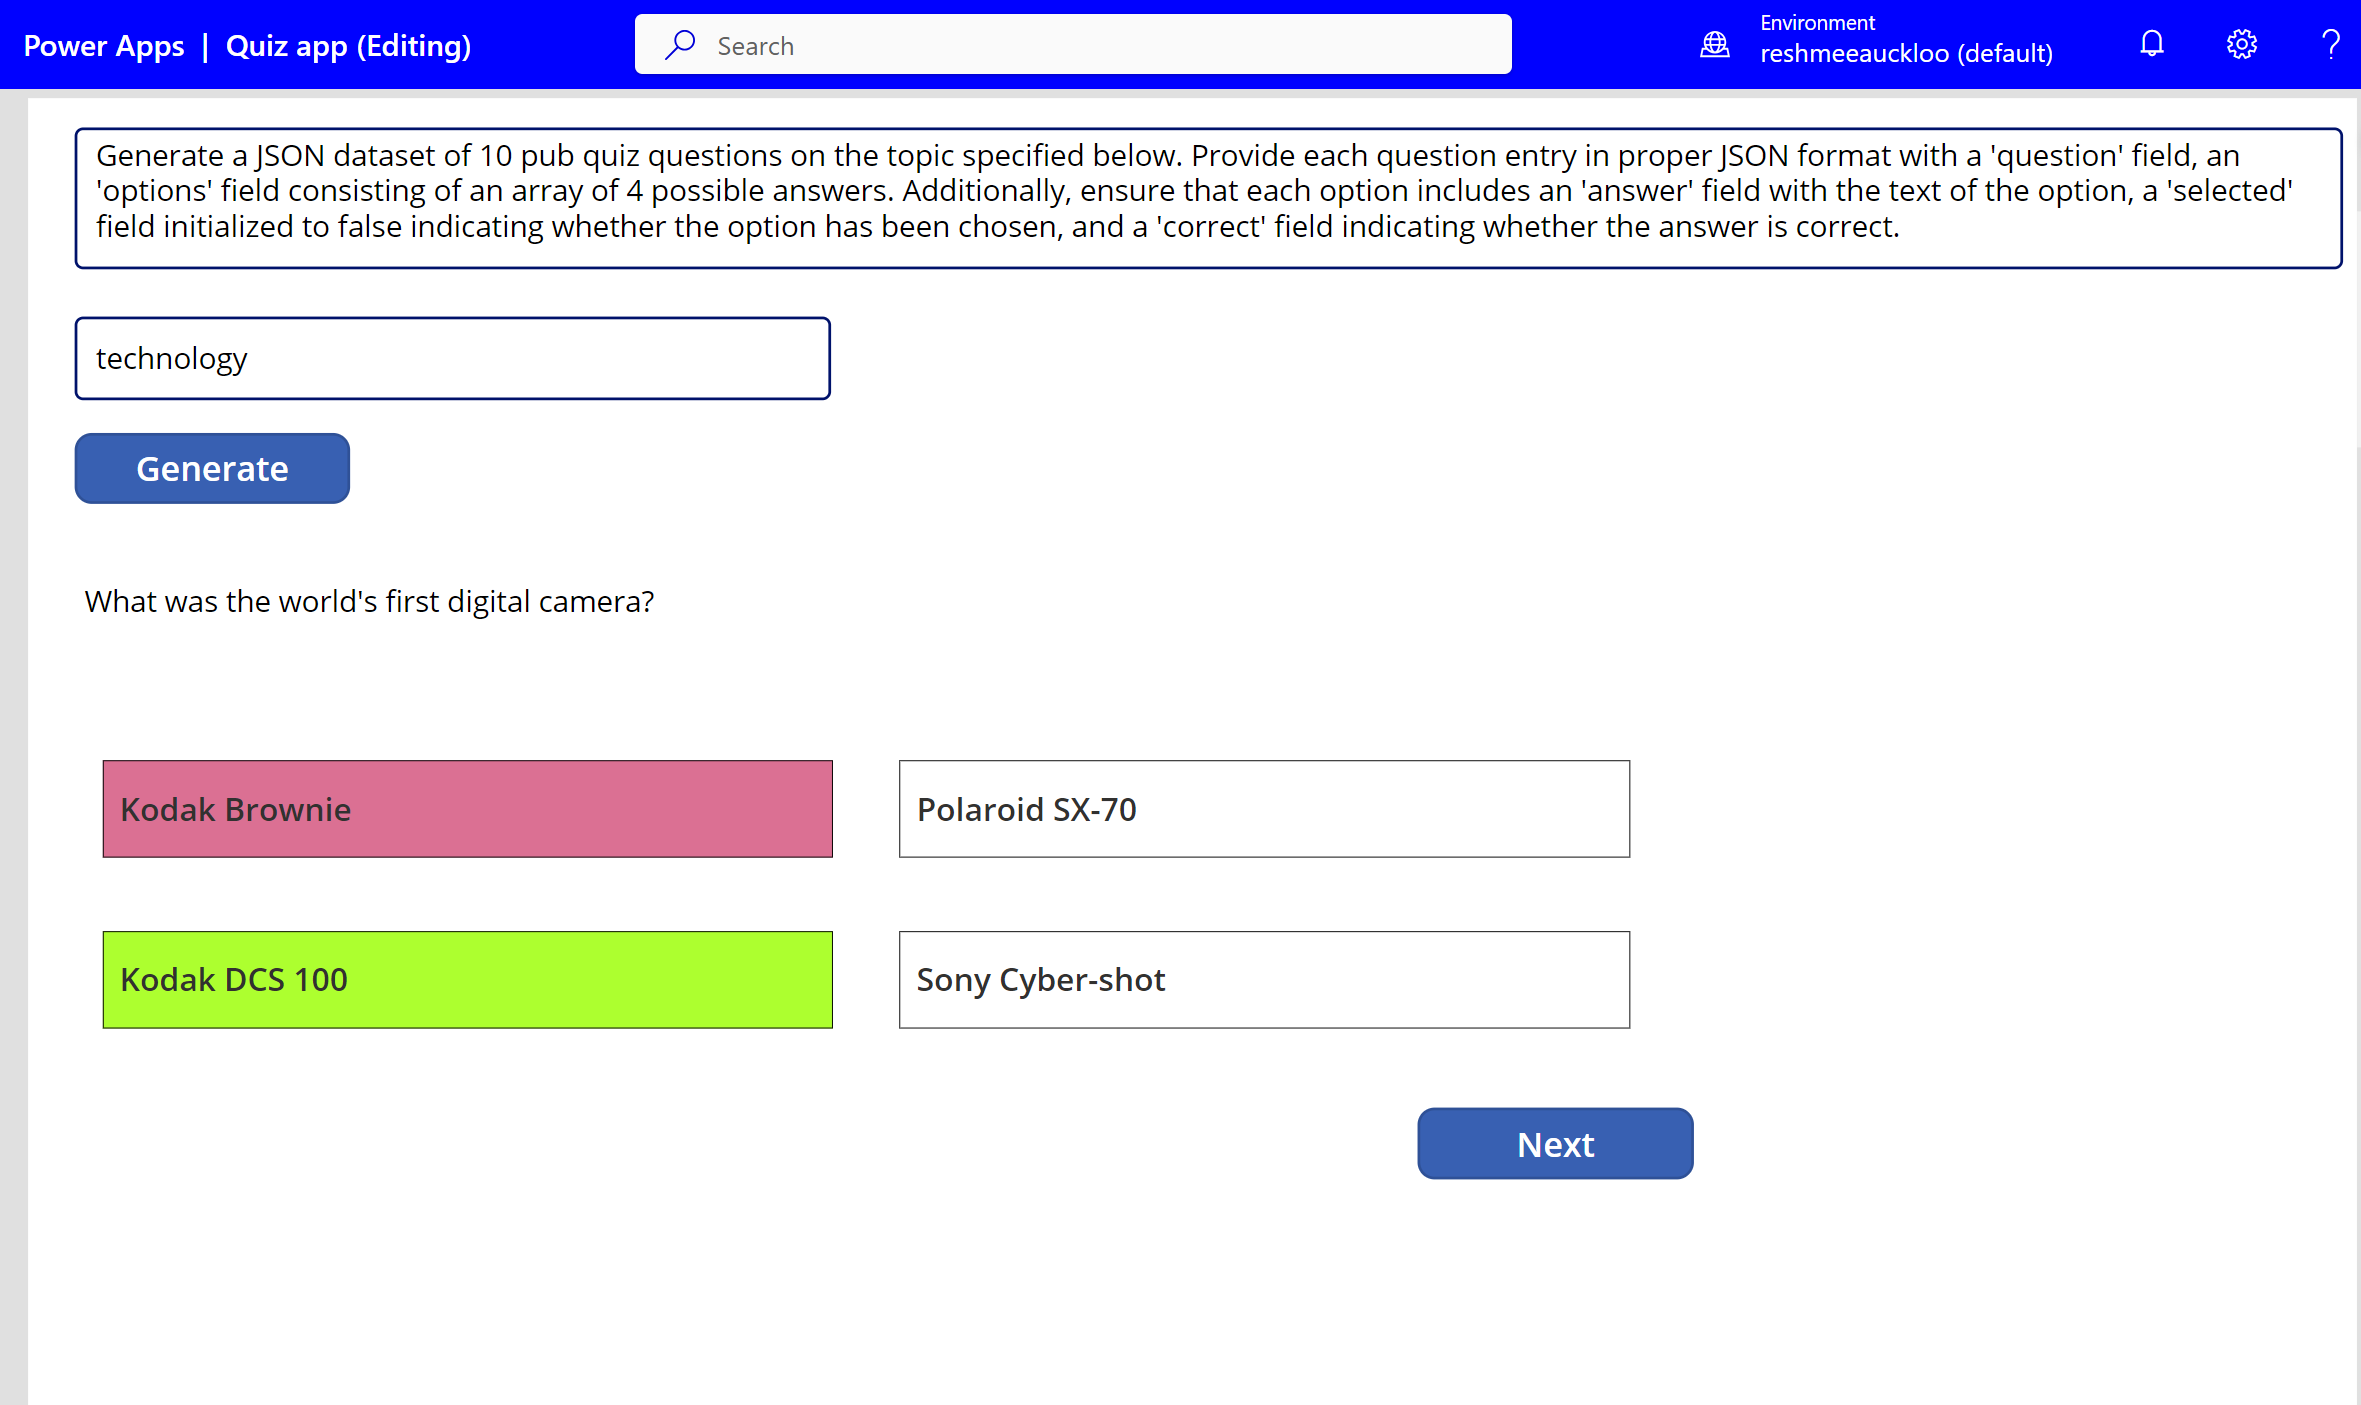 Power Apps | Quiz app (Editing)
Search
Environment
reshmeeauckloo (default)
Generate a JSON dataset of 10 pub quiz questions on the topic specified below. Provide each question entry in proper JSON format with a 'question' field, an
'options' field consisting of an array of 4 possible answers. Additionally, ensure that each option includes an 'answer' field with the text of the option, a 'selected'
field initialized to false indicating whether the option has been chosen, and a 'correct' field indicating whether the answer is correct.
technology
Generate
What was the world's first digital camera?
Kodak Brownie
Polaroid SX-70
Kodak DCS 100
Sony Cyber-shot
Next